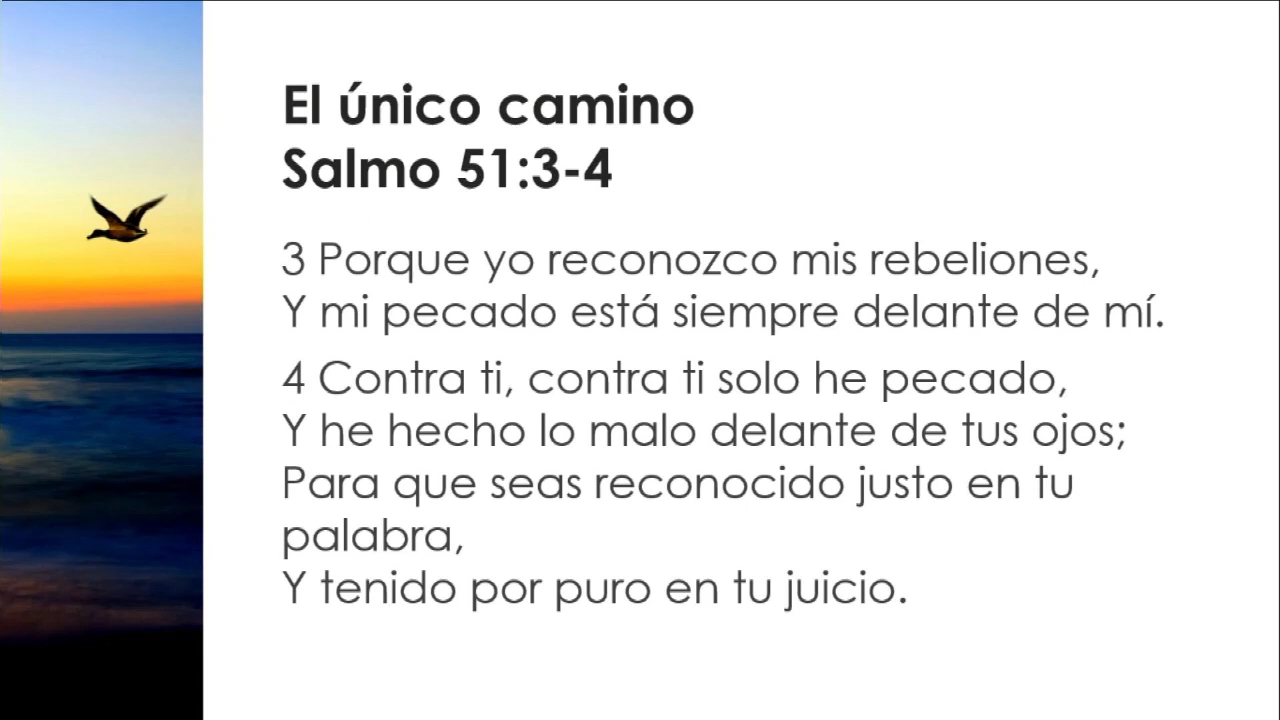 El único camino
Salmo 51:3-4
3 Porque yo reconozco mis rebeliones,
Y mi pecado está siempre delante de mí.
4 Contra ti, contra ti solo he pecado,
Y he hecho lo malo delante de tus ojos;
Para que seas reconocido justo en tu
palabra,
Y tenido por puro en tu juicio.